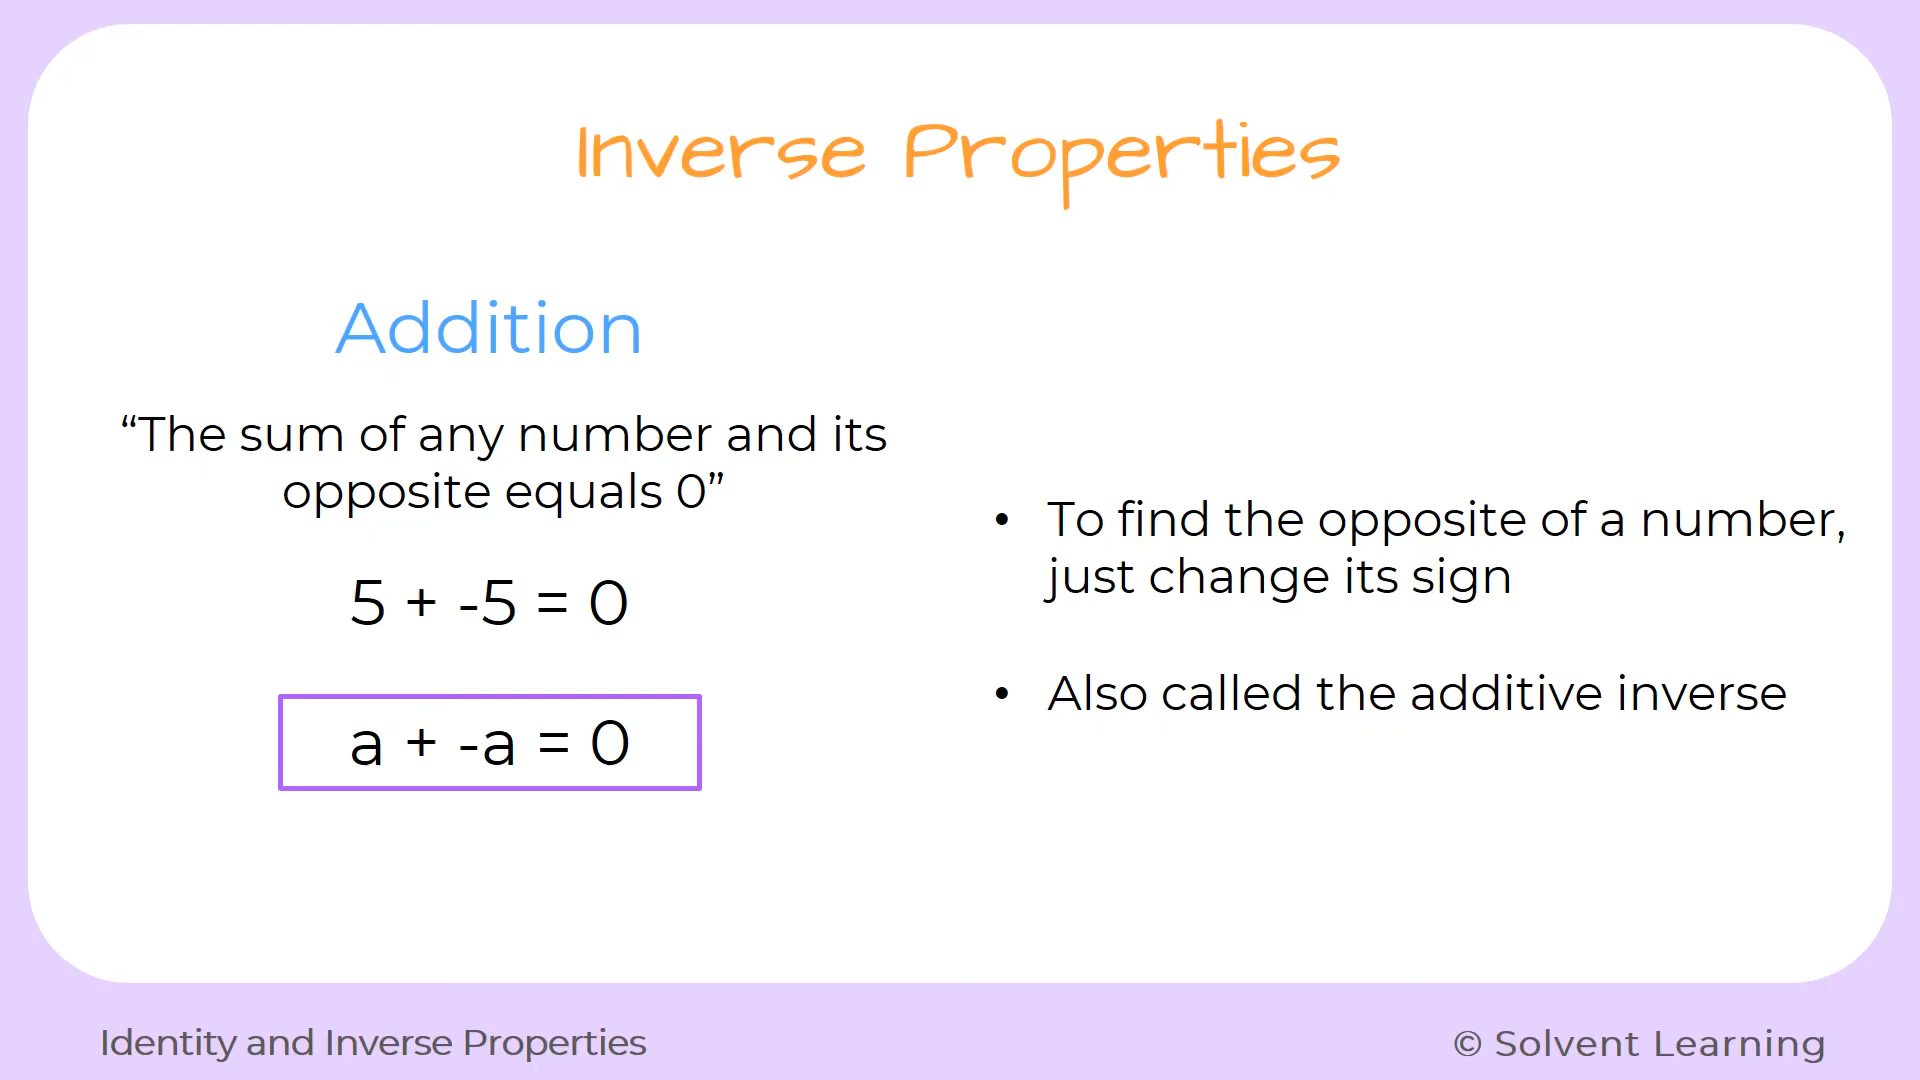 Inverse Properties
Addition
“The sum of any number and its
opposite equals 0”
5 + -5 = 0
a + -a = 0
• To find the opposite of a number,
just change its sign
• Also called the additive inverse
Identity and Inverse Properties
© Solvent Learning